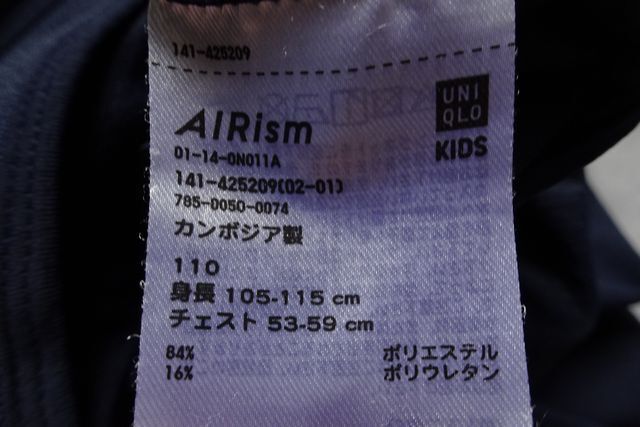 141-425209
AIRism
UNI
QLO
KIDS
01-14-0N011A
141-425209(02-01)
785-0050-0074
カンボジア製
110
身長 105-115 cm
チェスト 53-59 cm
84% ポリエステル
16% ポリウレタン